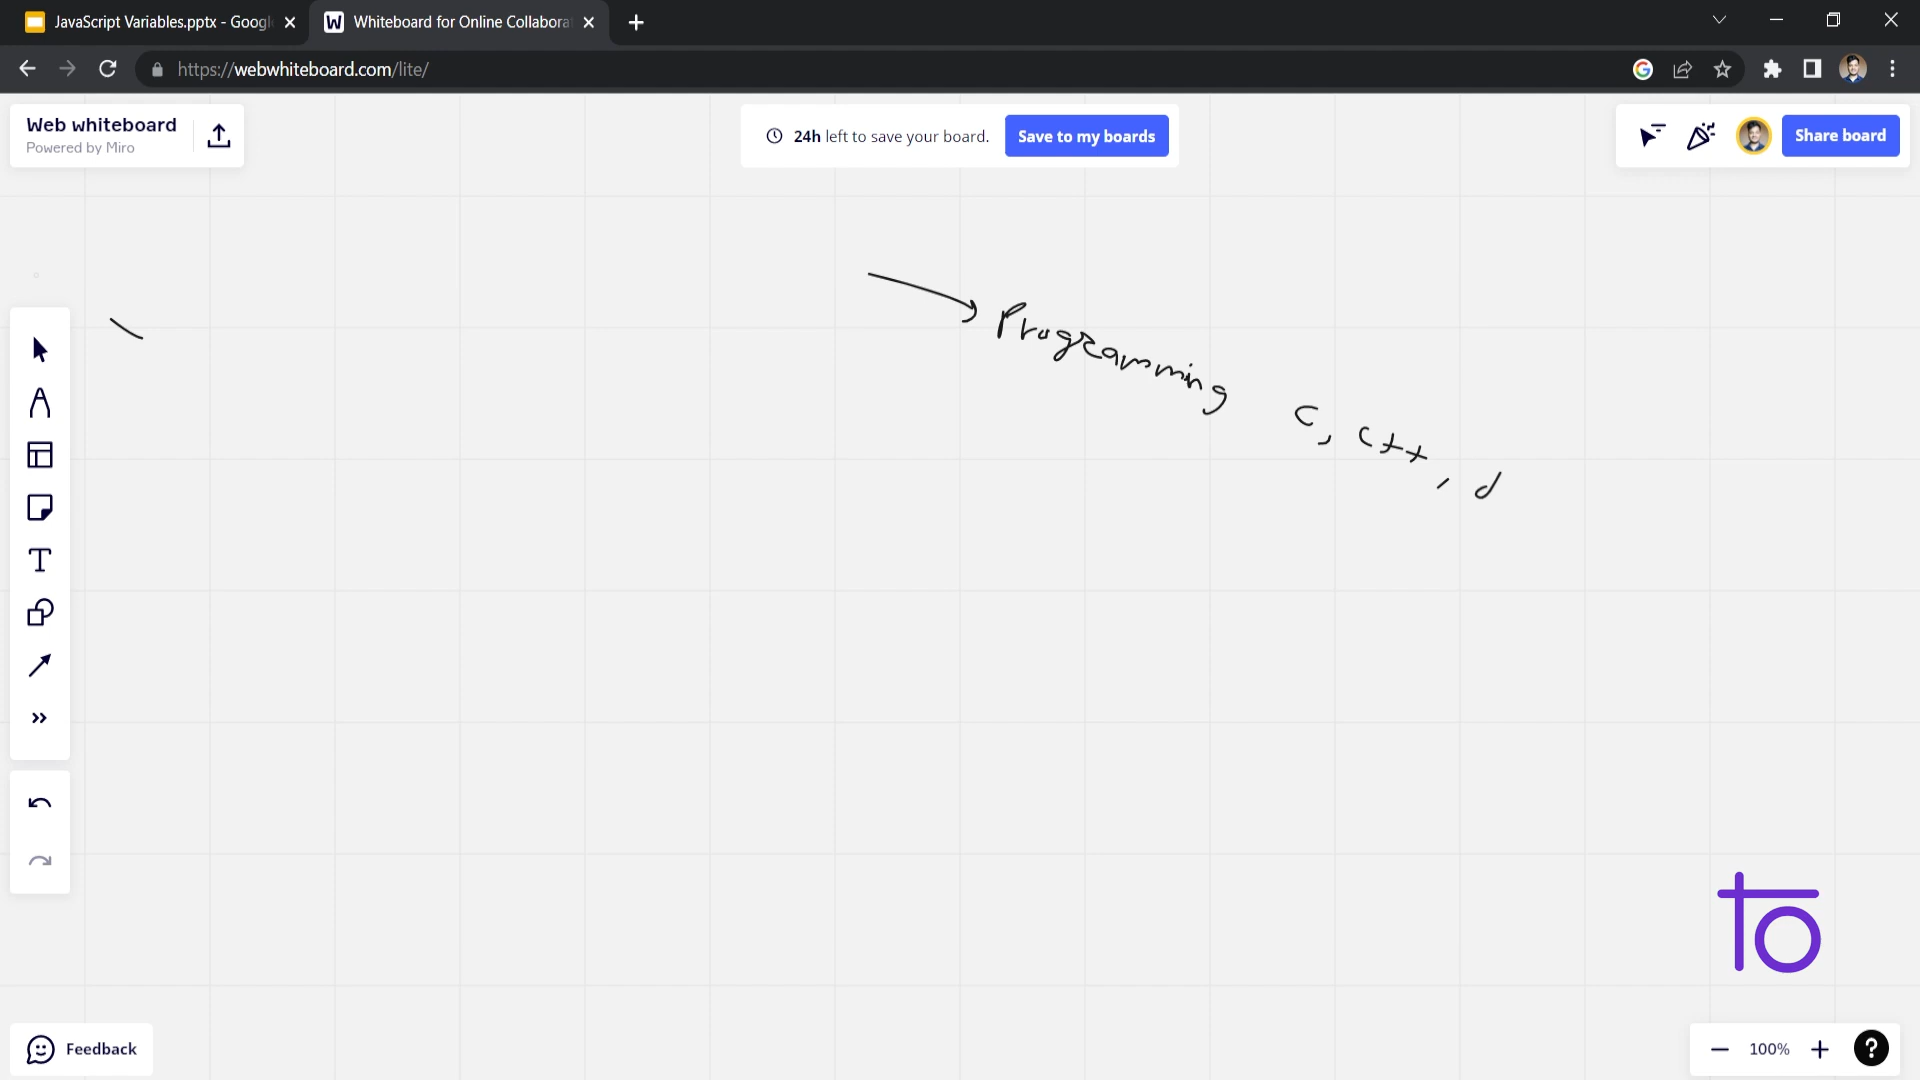 JavaScript Variables.pptx - Googl
Whiteboard for Online Collabora
https://webwhiteboard.com/lite/
Web whiteboard
Powered by Miro
24h left to save your board.
Save to my boards
Share board
Programming C, C++, d
Feedback
100%
to